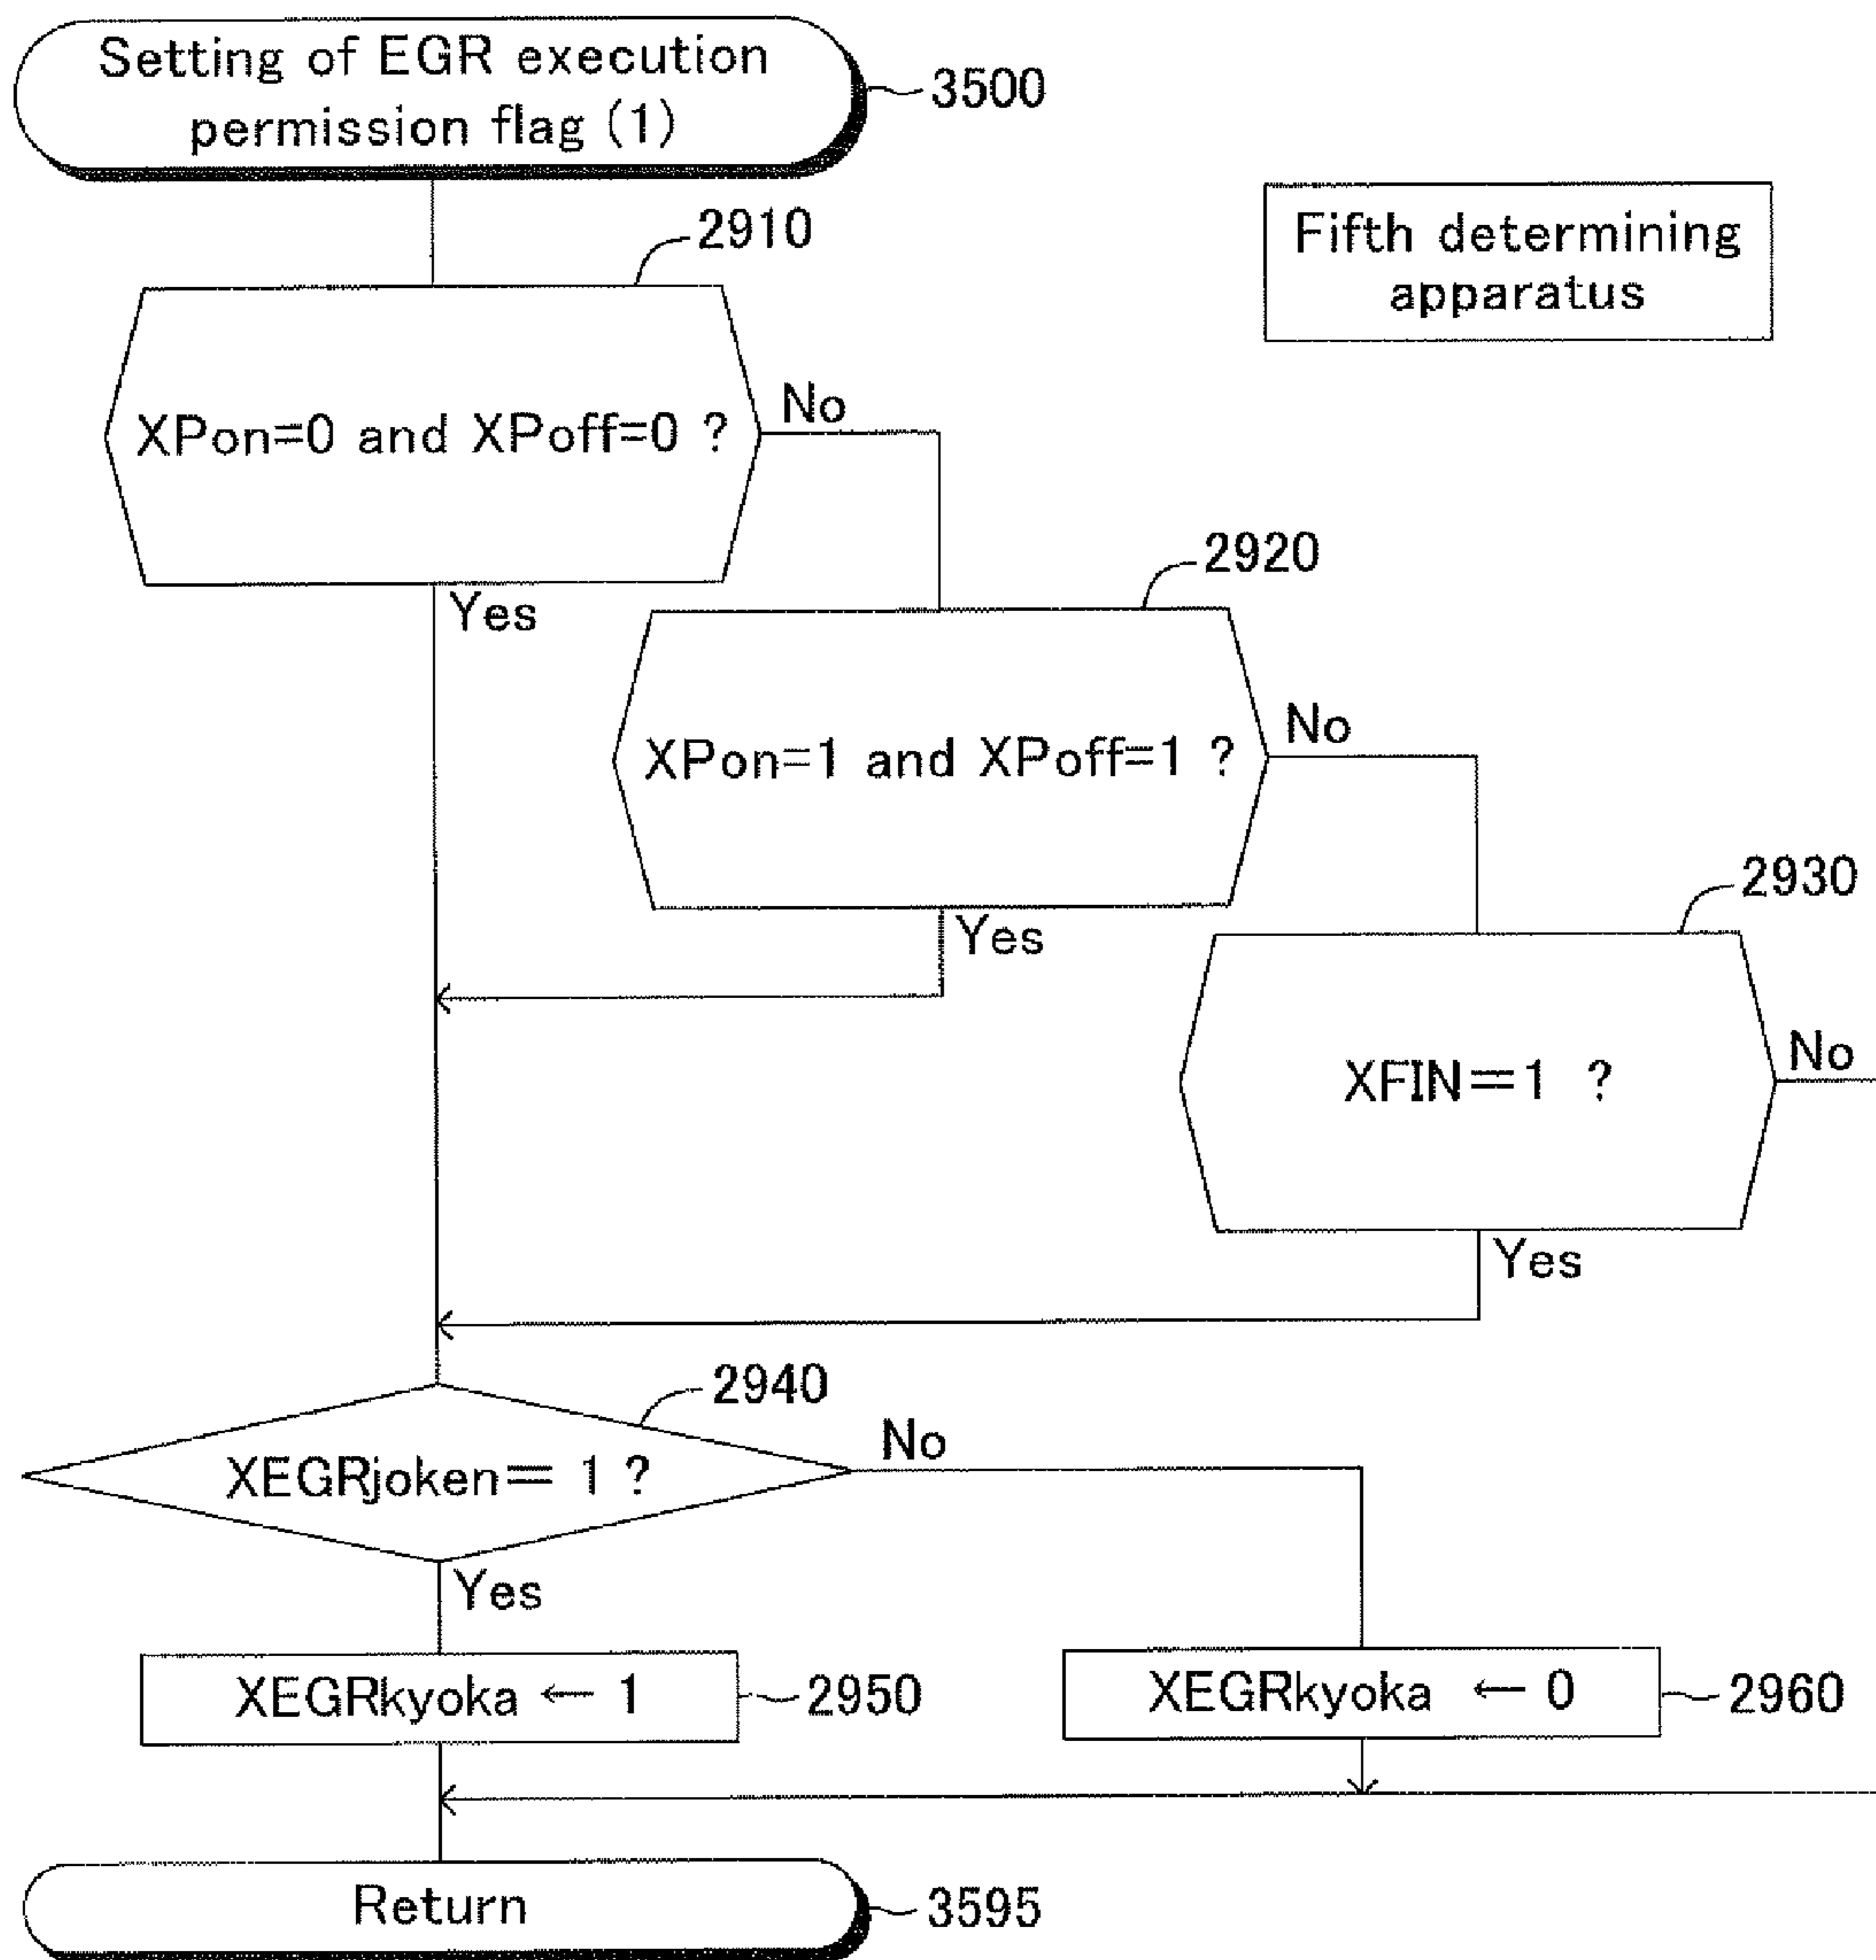 Setting of EGR execution
permission flag (1)
3500
Fifth determining
apparatus
2910
XPon=0 and XPoff=0 ?
No
Yes
2920
XPon=1 and XPoff=1 ?
No
Yes
2930
XFIN=1 ?
No
Yes
2940
XEGRjoken= 1 ?
No
Yes
XEGRkyoka ← 1
2950
XEGRkyoka ← 0
2960
Return
3595